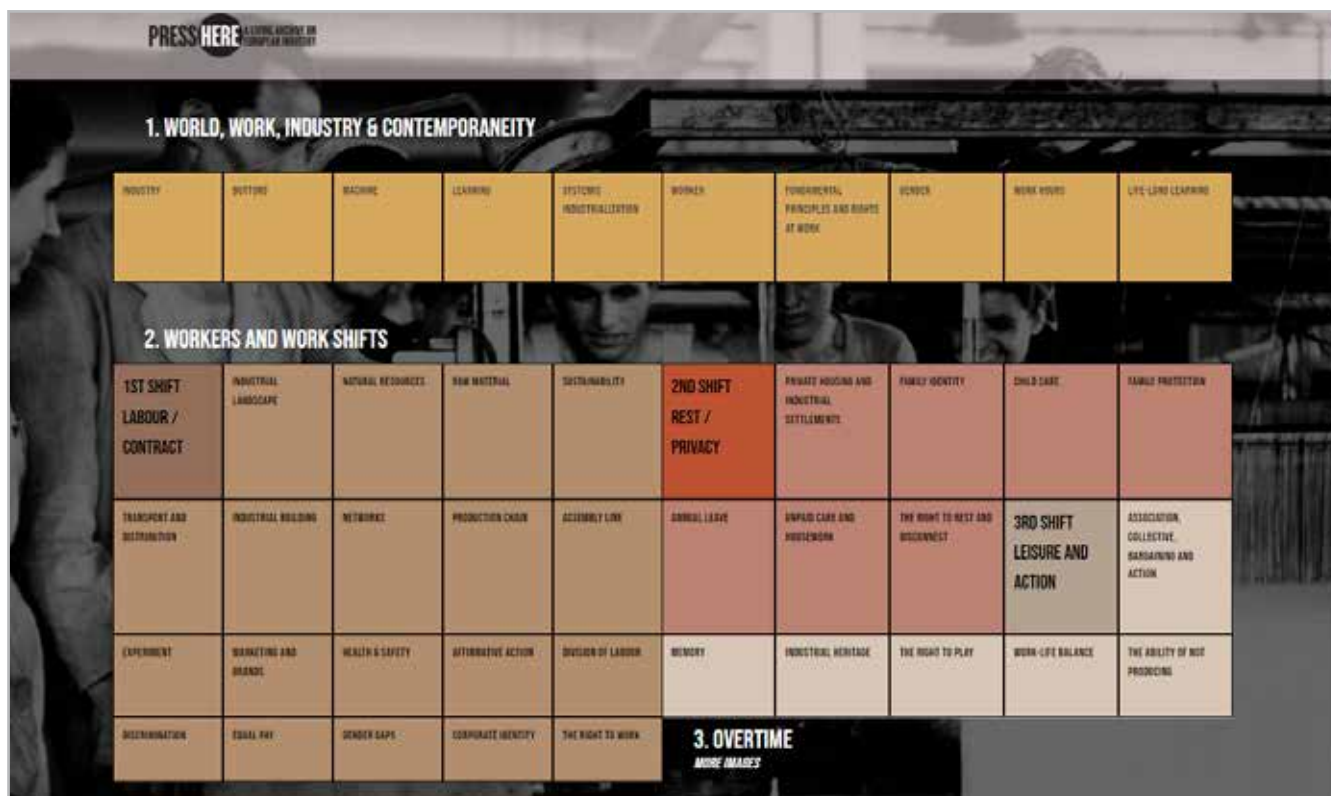 PRESS HERE A LIVING ARCHIVE ON
EUROPEAN INDUSTRY
1. WORLD, WORK, INDUSTRY & CONTEMPORANEITY
INDUSTRY
BUTTONS
MACHINE
LEARNING
SYSTEMIC
INDUSTRIALIZATION
WORKER
FUNDAMENTAL
PRINCIPLES AND RIGHTS
AT WORK
GENDER
WORK HOURS
LIFE-LONG LEARNING
2. WORKERS AND WORK SHIFTS
1ST SHIFT
LABOUR /
CONTRACT
INDUSTRIAL
LANDSCAPE
NATURAL RESOURCES
RAW MATERIAL
SUSTAINABILITY
2ND SHIFT
REST /
PRIVACY
PRIVATE HOUSING AND
INDUSTRIAL
SETTLEMENTS
FAMILY IDENTITY
CHILD CARE
FAMILY PROTECTION
TRANSPORT AND
DISTRIBUTION
INDUSTRIAL BUILDING
NETWORKS
PRODUCTION CHAIN
ASSEMBLY LINE
ANNUAL LEAVE
UNPAID CARE AND
HOUSEWORK
THE RIGHT TO REST AND
DISCONNECT
3RD SHIFT
LEISURE AND
ACTION
ASSOCIATION,
COLLECTIVE,
BARGAINING AND
ACTION
EXPERIMENT
MARKETING AND
BRANDS
HEALTH & SAFETY
AFFIRMATIVE ACTION
DIVISION OF LABOUR
MEMORY
INDUSTRIAL HERITAGE
THE RIGHT TO PLAY
WORK-LIFE BALANCE
THE ABILITY OF NOT
PRODUCING
DISCRIMINATION
EQUAL PAY
GENDER GAPS
CORPORATE IDENTITY
THE RIGHT TO WORK
3. OVERTIME
MORE IMAGES